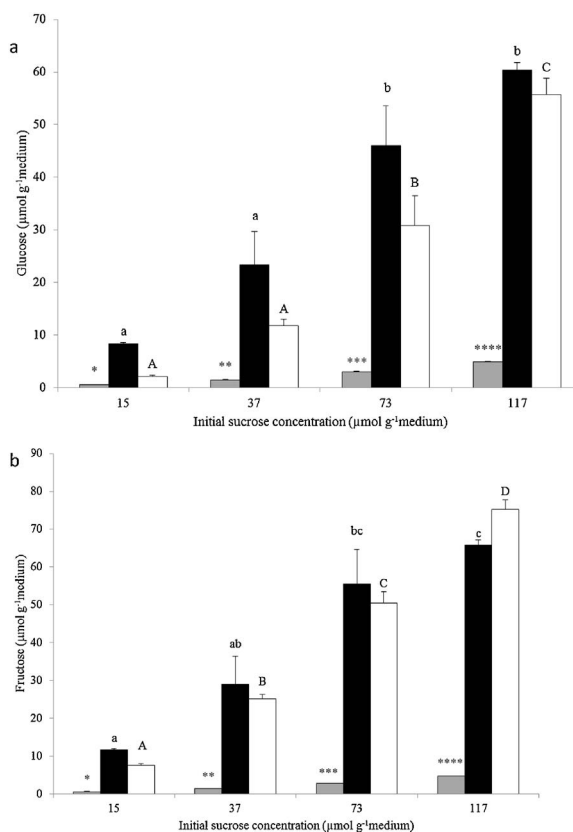 a
70
60
50
40
30
20
10
0
Glucose (µmol g⁻¹medium)
*
a
A
**
a
A
***
b
B
****
b
C
15 37 73 117
Initial sucrose concentration (µmol g⁻¹medium)
b
90
80
70
60
50
40
30
20
10
0
Fructose (µmol g⁻¹medium)
*
a
A
**
ab
B
***
bc
C
****
c
D
15 37 73 117
Initial sucrose concentration (µmol g⁻¹medium)